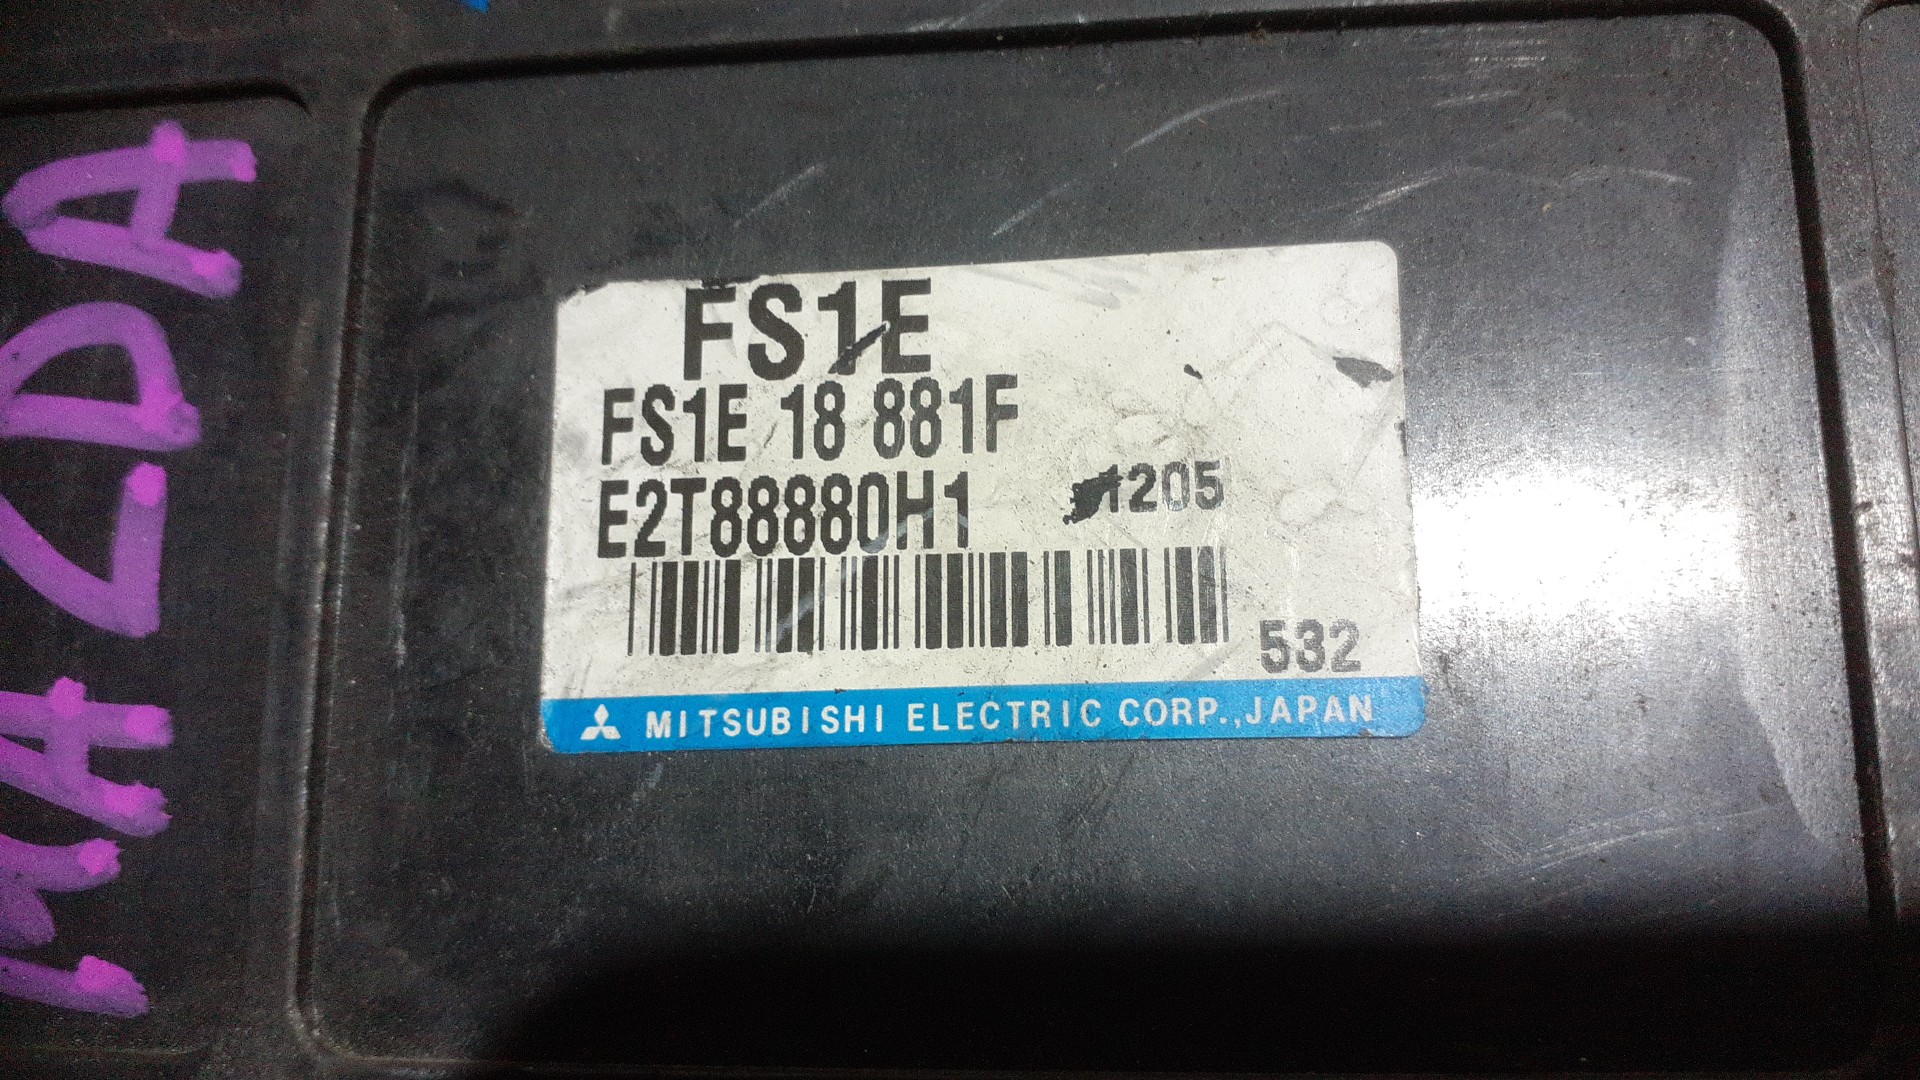 MAZDA
FS1E
FS1E 18 881F
E2T88880H1 1205
532
MITSUBISHI ELECTRIC CORP.,JAPAN